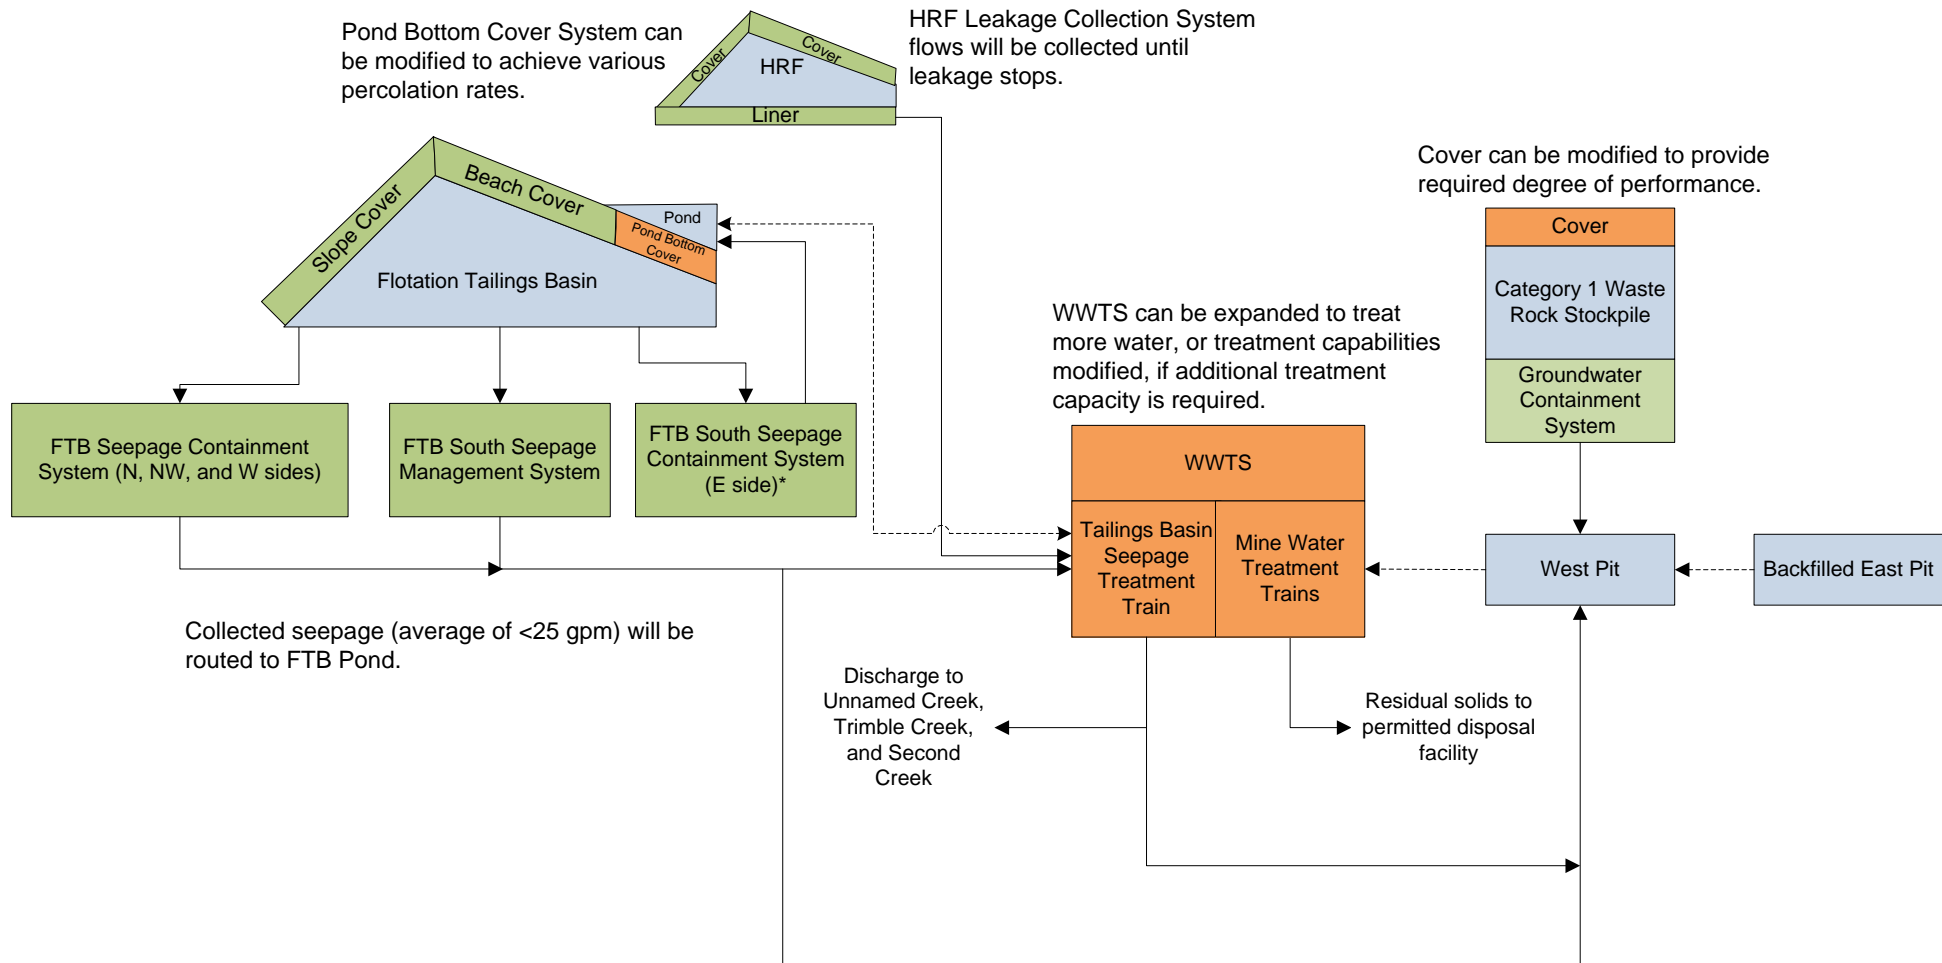 Pond Bottom Cover System can
be modified to achieve various
percolation rates.
Cover
Cover
HRF
Liner
HRF Leakage Collection System
flows will be collected until
leakage stops.
Slope Cover
Beach Cover
Pond
Pond Bottom
Cover
Flotation Tailings Basin
Cover can be modified to provide
required degree of performance.
Cover
Category 1 Waste
Rock Stockpile
Groundwater
Containment
System
WWTS can be expanded to treat
more water, or treatment capabilities
modified, if additional treatment
capacity is required.
FTB Seepage Containment
System (N, NW, and W sides)
FTB South Seepage
Management System
FTB South Seepage
Containment System
(E side)*
WWTS
Tailings Basin
Seepage
Treatment
Train
Mine Water
Treatment
Trains
West Pit
Backfilled East Pit
Collected seepage (average of <25 gpm) will be
routed to FTB Pond.
Discharge to
Unnamed Creek,
Trimble Creek,
and Second
Creek
Residual solids to
permitted disposal
facility